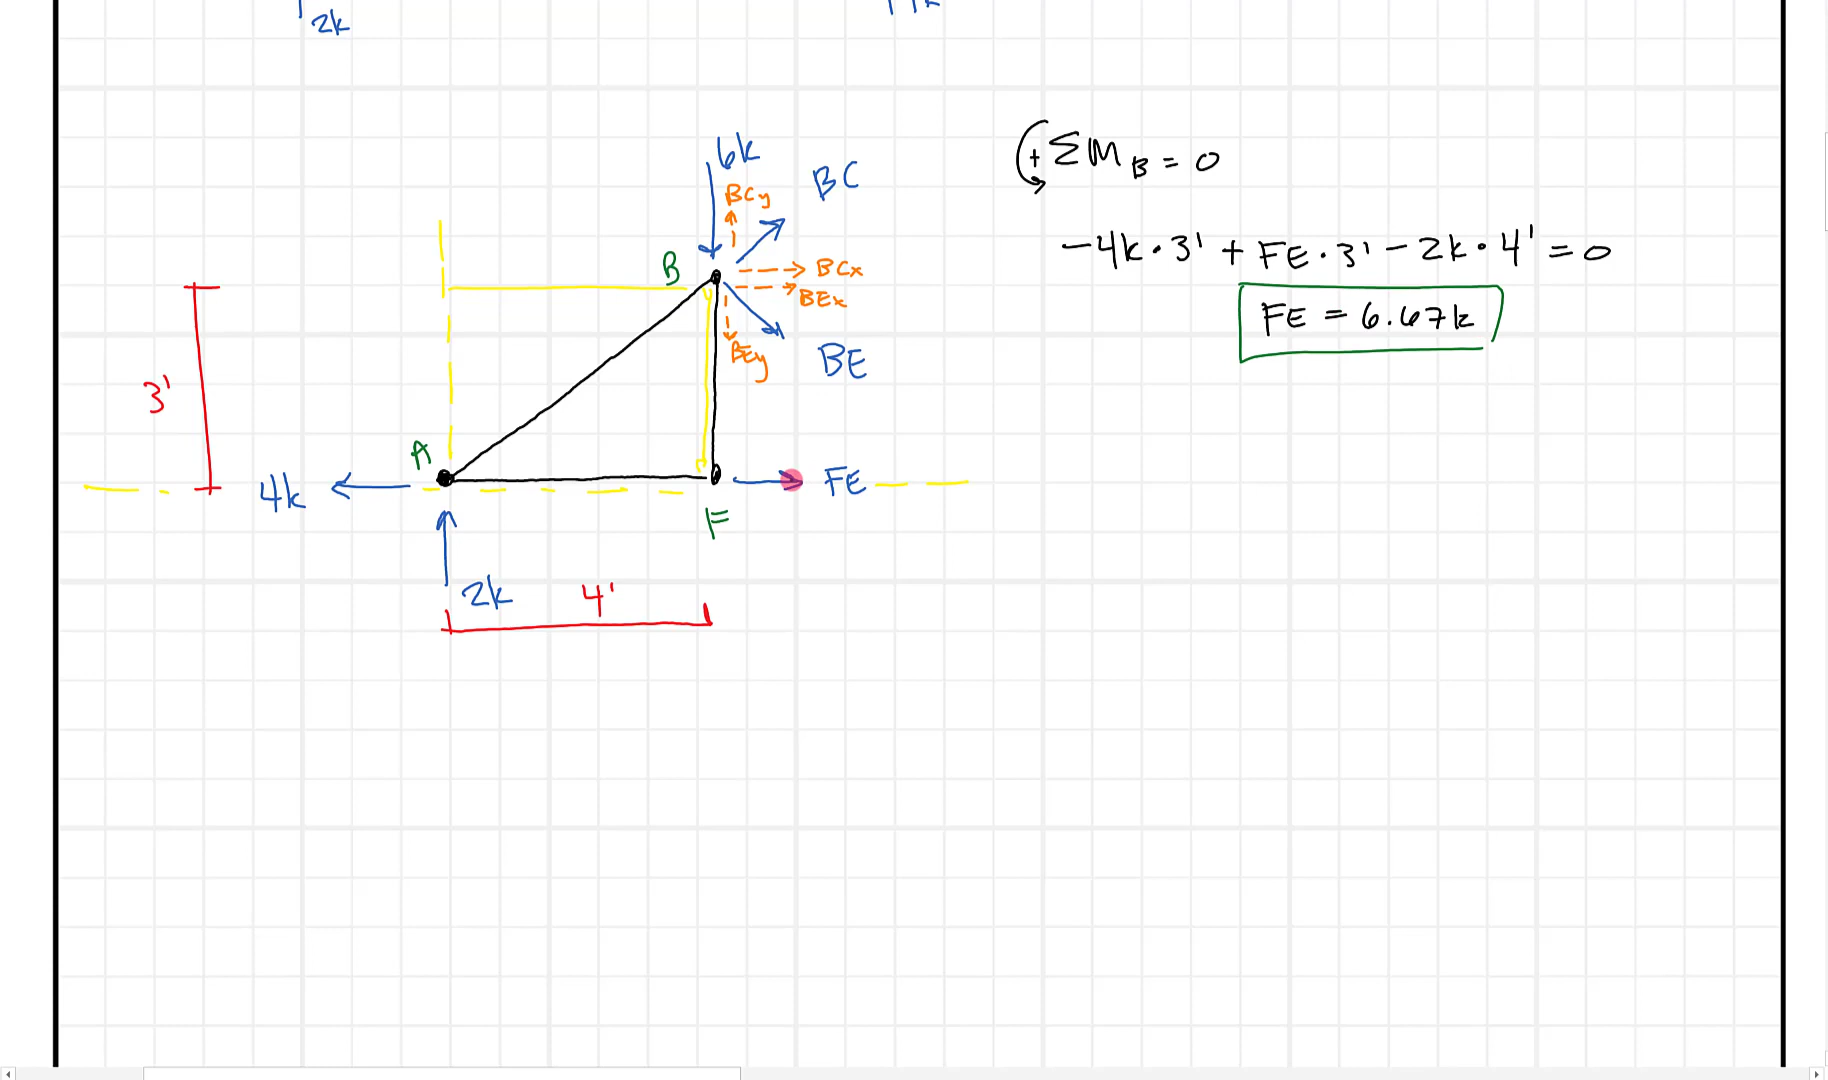 2k
6k
BC
BCy
B
BCx
BEx
BEy
BE
3'
A
4k
FE
F
2k
4'
+ ΣM_B = 0
-4k·3' + FE·3' - 2k·4' = 0
FE = 6.67k